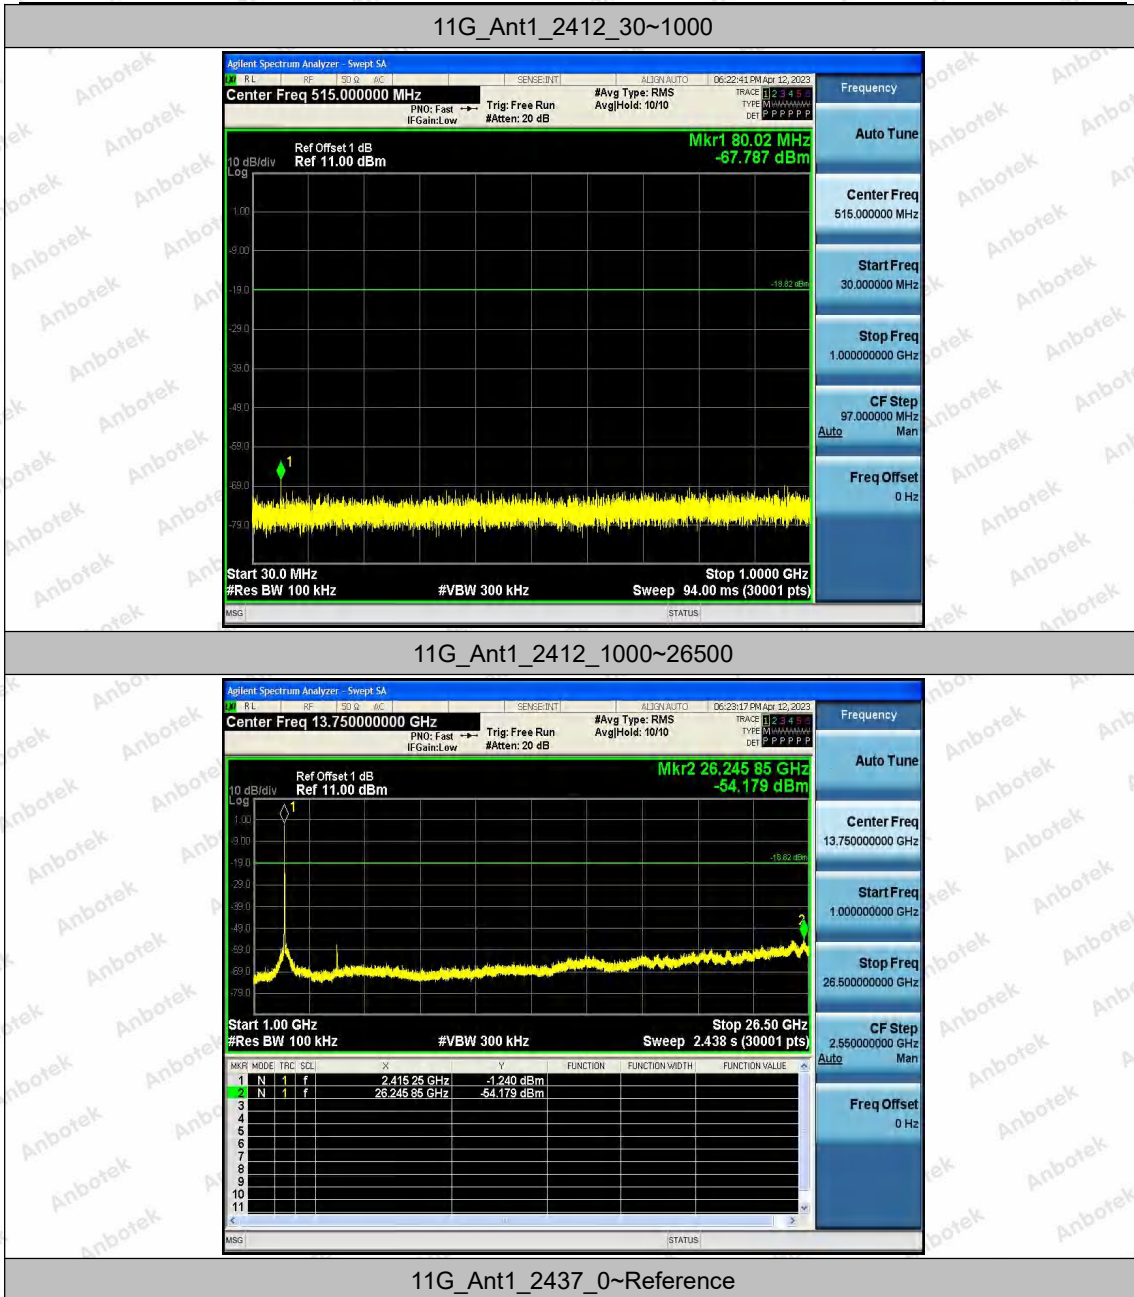 11G_Ant1_2412_30~1000
Agilent Spectrum Analyzer - Swept SA
RL RF 50 Ω AC SENSE:INT ALIGN AUTO 06:22:41 PM Apr 12, 2023
Center Freq 515.000000 MHz
PNO: Fast
IFGain:Low
Trig: Free Run
#Atten: 20 dB
#Avg Type: RMS
Avg|Hold: 10/10
TRACE 1 2 3 4 5 6
TYPE M W W W W W
DET P P P P P P
Ref Offset 1 dB
10 dB/div Ref 11.00 dBm
Log
Mkr1 80.02 MHz
-67.787 dBm
1.00
-9.00
-19.0
-18.82 dBm
-29.0
-39.0
-49.0
-59.0
1
-69.0
-79.0
Start 30.0 MHz Stop 1.0000 GHz
#Res BW 100 kHz #VBW 300 kHz Sweep 94.00 ms (30001 pts)
MSG STATUS
Frequency
Auto Tune
Center Freq
515.000000 MHz
Start Freq
30.000000 MHz
Stop Freq
1.000000000 GHz
CF Step
97.000000 MHz
Auto Man
Freq Offset
0 Hz
11G_Ant1_2412_1000~26500
Agilent Spectrum Analyzer - Swept SA
RL RF 50 Ω AC SENSE:INT ALIGN AUTO 06:23:17 PM Apr 12, 2023
Center Freq 13.750000000 GHz
PNO: Fast
IFGain:Low
Trig: Free Run
#Atten: 20 dB
#Avg Type: RMS
Avg|Hold: 10/10
TRACE 1 2 3 4 5 6
TYPE M W W W W W
DET P P P P P P
Ref Offset 1 dB
10 dB/div Ref 11.00 dBm
Log
Mkr2 26.245 85 GHz
-54.179 dBm
1
1.00
-9.00
-19.0
-18.82 dBm
-29.0
-39.0
-49.0
2
-59.0
-69.0
-79.0
Start 1.00 GHz Stop 26.50 GHz
#Res BW 100 kHz #VBW 300 kHz Sweep 2.438 s (30001 pts)
MKR MODE TRC SCL X Y FUNCTION FUNCTION WIDTH FUNCTION VALUE
1 N 1 f 2.415 25 GHz -1.240 dBm
2 N 1 f 26.245 85 GHz -54.179 dBm
3
4
5
6
7
8
9
10
11
MSG STATUS
Frequency
Auto Tune
Center Freq
13.750000000 GHz
Start Freq
1.000000000 GHz
Stop Freq
26.500000000 GHz
CF Step
2.550000000 GHz
Auto Man
Freq Offset
0 Hz
11G_Ant1_2437_0~Reference